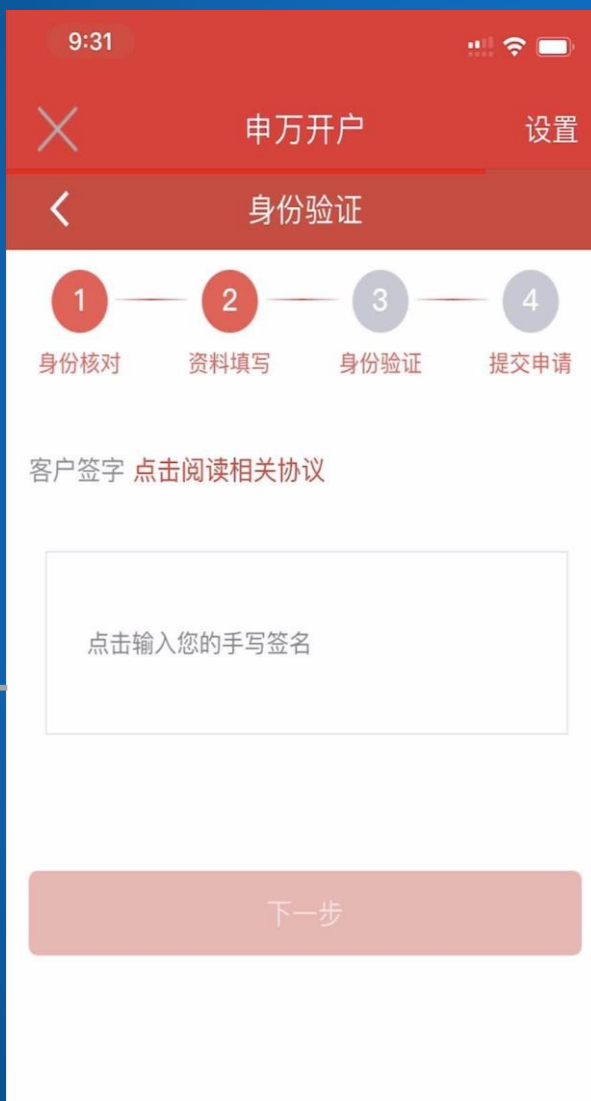 9:31
申万开户 设置
身份验证
1 2 3 4
身份核对 资料填写 身份验证 提交申请
客户签字 点击阅读相关协议
点击输入您的手写签名
下一步